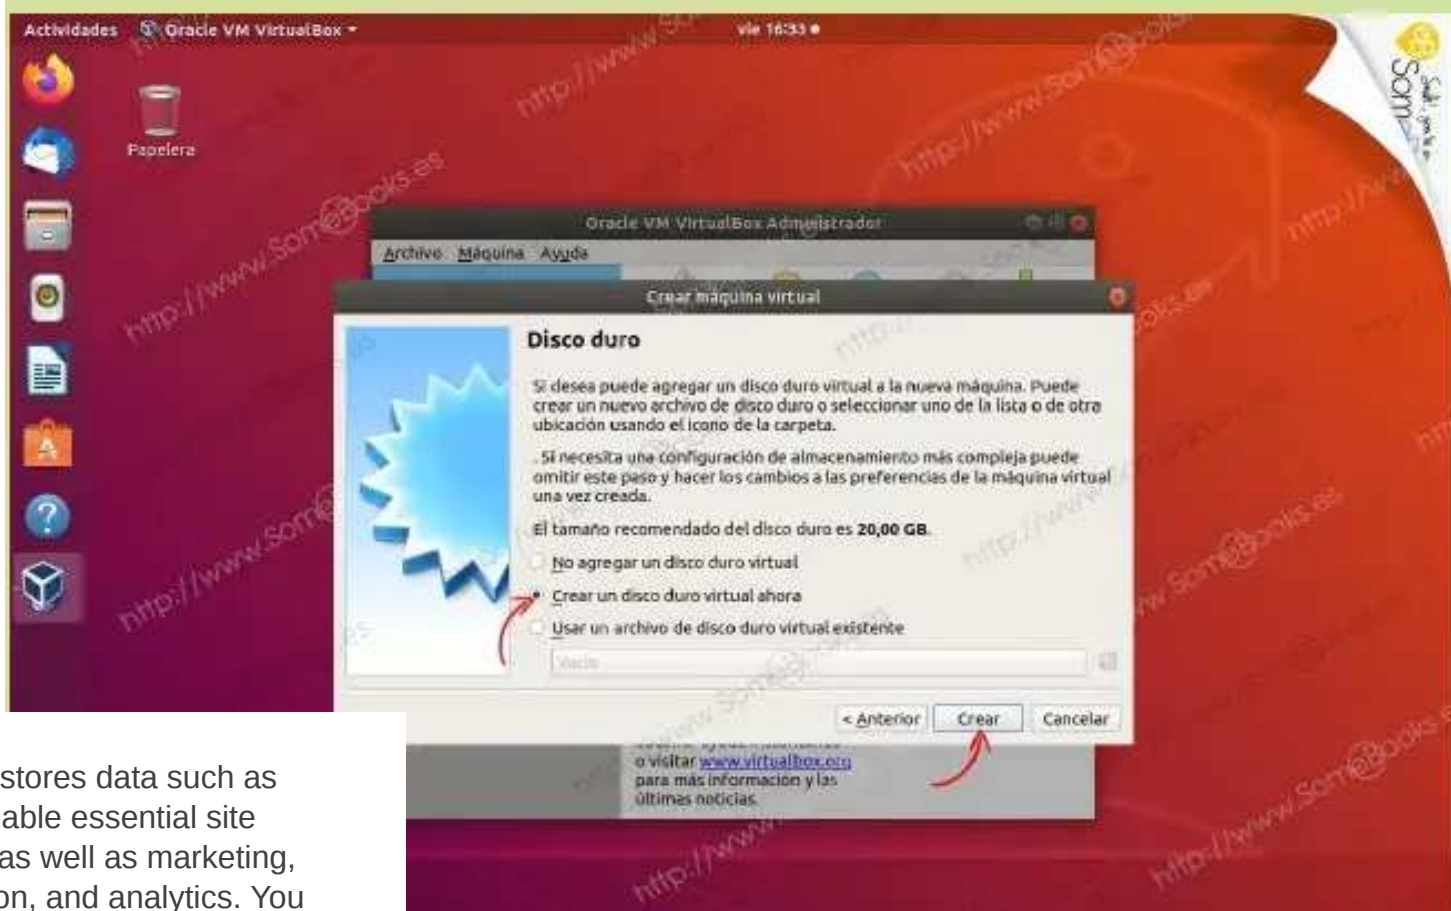 Actividades Oracle VM VirtualBox
vie 16:33
Papelera
Oracle VM VirtualBox Administrador
Archivo Máquina Ayuda
Crear máquina virtual
Disco duro
Si desea puede agregar un disco duro virtual a la nueva máquina. Puede
crear un nuevo archivo de disco duro o seleccionar uno de la lista o de otra
ubicación usando el icono de la carpeta.
. Si necesita una configuración de almacenamiento más compleja puede
omitir este paso y hacer los cambios a las preferencias de la máquina virtual
una vez creada.
El tamaño recomendado del disco duro es 20,00 GB.
No agregar un disco duro virtual
Crear un disco duro virtual ahora
Usar un archivo de disco duro virtual existente
Vacío
< Anterior Crear Cancelar
o visitar www.virtualbox.org
para más información y las
últimas noticias.
stores data such as
able essential site
as well as marketing,
on, and analytics. You
Som
http://www.SomeBooks.es